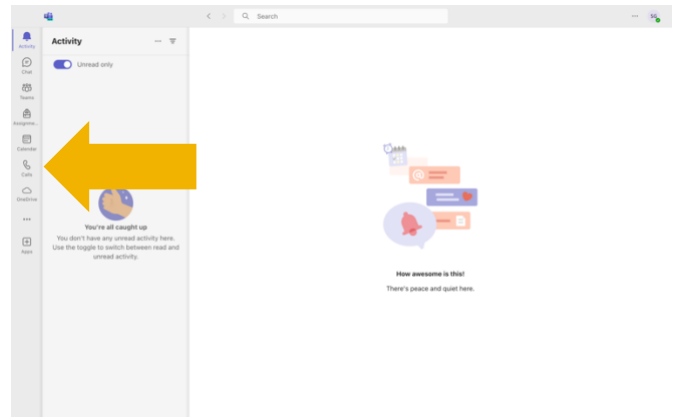 Search
SG
Activity
Activity
Unread only
Chat
Teams
Assignme...
Calendar
Calls
OneDrive
Apps
You're all caught up
You don't have any unread activity here.
Use the toggle to switch between read and
unread activity.
How awesome is this!
There's peace and quiet here.